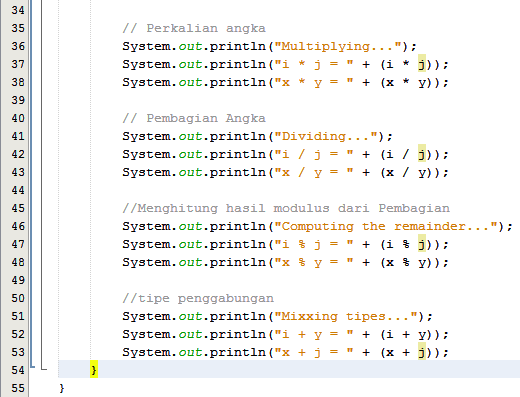 34
35 // Perkalian angka
36 System.out.println("Multiplying...");
37 System.out.println("i * j = " + (i * j));
38 System.out.println("x * y = " + (x * y));
39
40 // Pembagian Angka
41 System.out.println("Dividing...");
42 System.out.println("i / j = " + (i / j));
43 System.out.println("x / y = " + (x / y));
44
45 //Menghitung hasil modulus dari Pembagian
46 System.out.println("Computing the remainder...");
47 System.out.println("i % j = " + (i % j));
48 System.out.println("x % y = " + (x % y));
49
50 //tipe penggabungan
51 System.out.println("Mixxing tipes...");
52 System.out.println("i + y = " + (i + y));
53 System.out.println("x + j = " + (x + j));
54 }
55 }